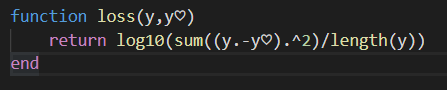 function loss(y,y♡)
    return log10(sum((y.-y♡).^2)/length(y))
end